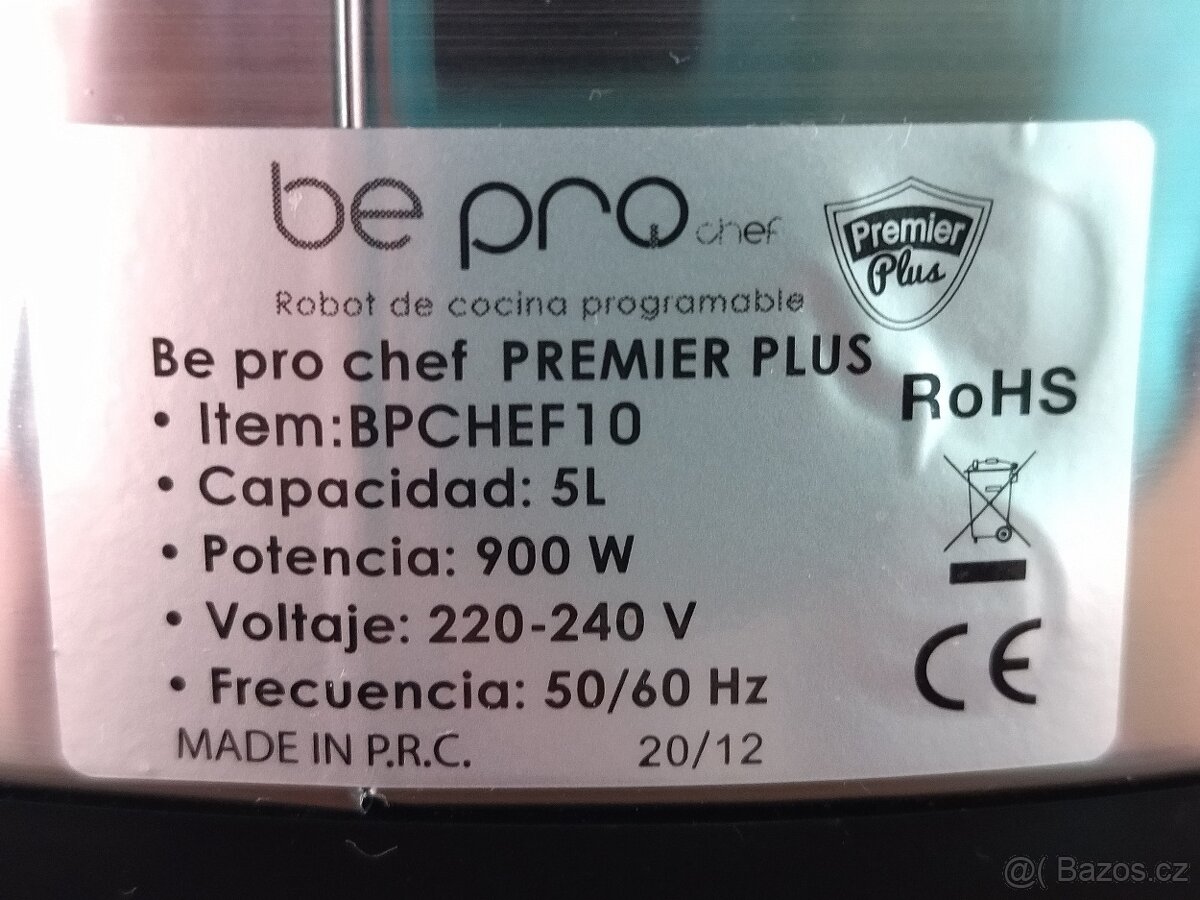 be pro chef
Premier
Plus
Robot de cocina programable
Be pro chef PREMIER PLUS
• Item:BPCHEF10
RoHS
• Capacidad: 5L
• Potencia: 900 W
• Voltaje: 220-240 V
• Frecuencia: 50/60 Hz
CE
MADE IN P.R.C. 20/12
@( Bazos.cz